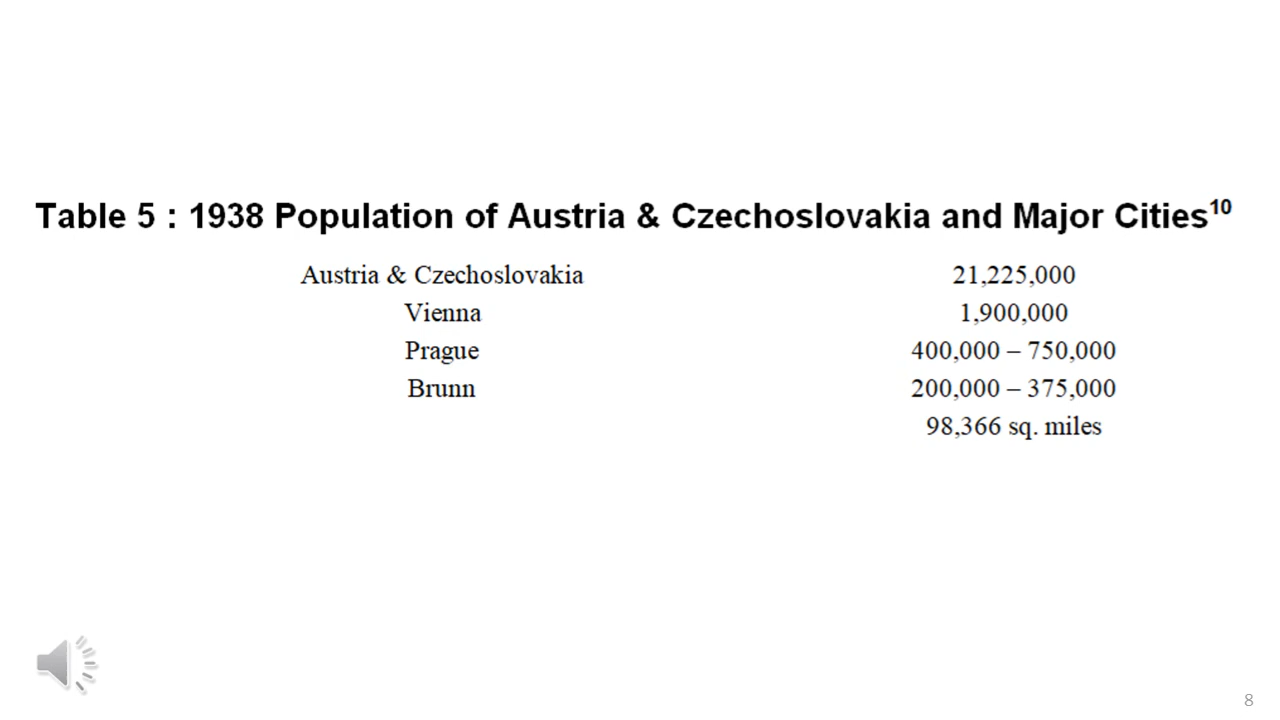 Table 5 : 1938 Population of Austria & Czechoslovakia and Major Cities10
Austria & Czechoslovakia 21,225,000
Vienna 1,900,000
Prague 400,000 – 750,000
Brunn 200,000 – 375,000
98,366 sq. miles
8